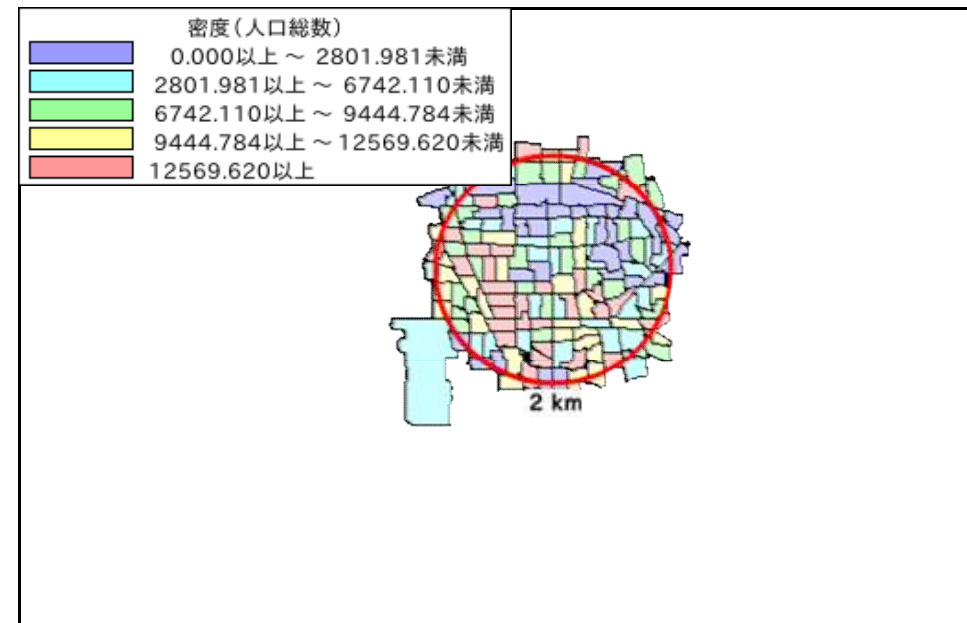 密度(人口総数)
0.000以上 ～ 2801.981未満
2801.981以上 ～ 6742.110未満
6742.110以上 ～ 9444.784未満
9444.784以上 ～12569.620未満
12569.620以上
2 km